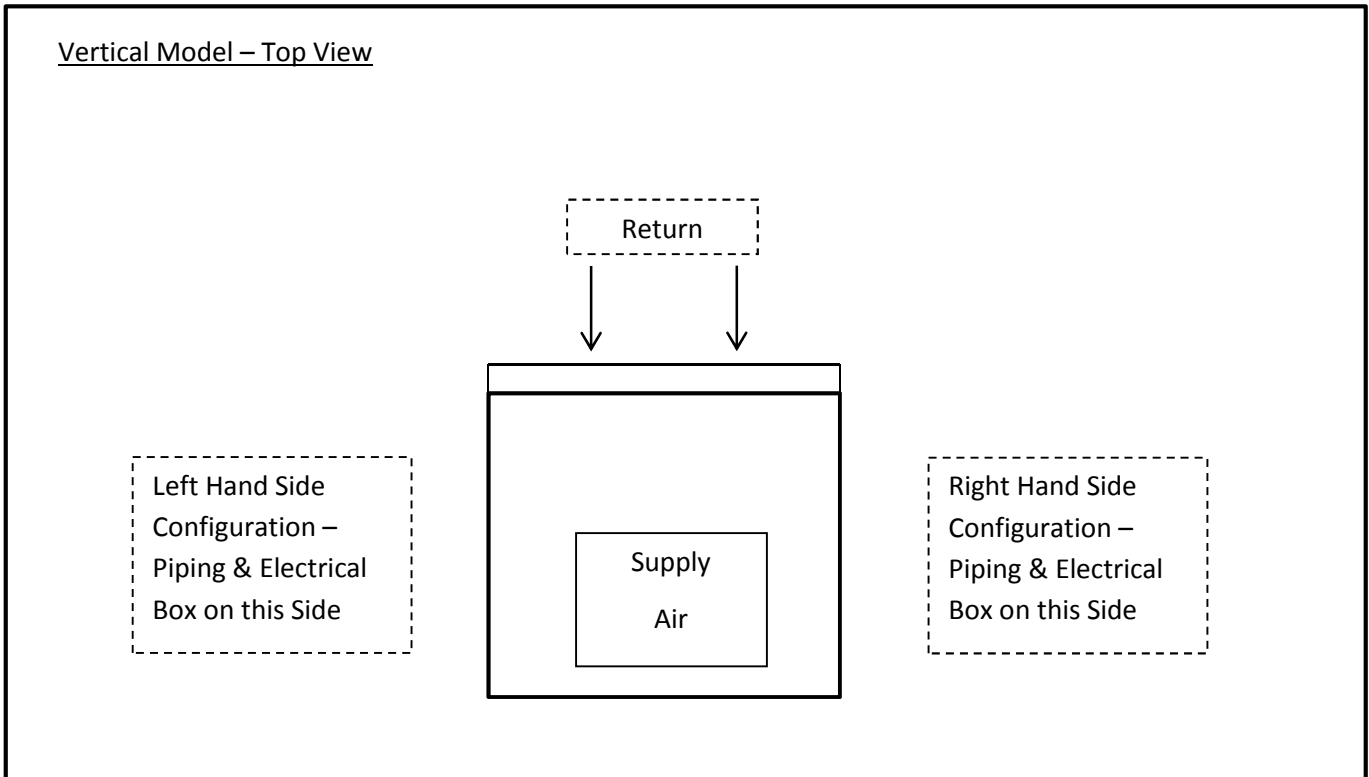 Vertical Model – Top View
Return
Left Hand Side
Configuration –
Piping & Electrical
Box on this Side
Supply
Air
Right Hand Side
Configuration –
Piping & Electrical
Box on this Side